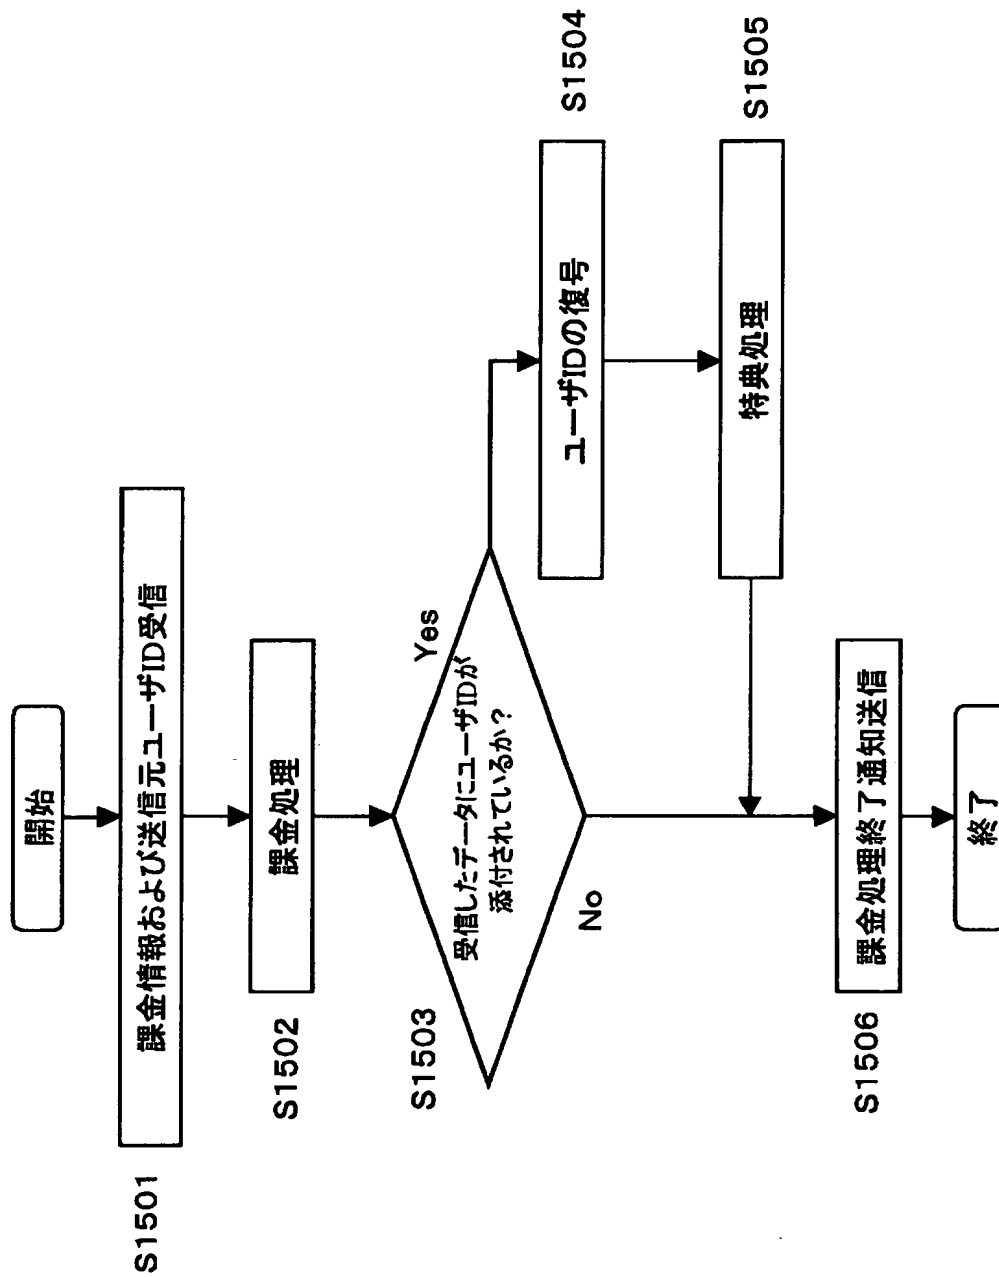 開始
S1501
課金情報および送信元ユーザID受信
S1502
課金処理
S1503
受信したデータにユーザIDが
添付されているか？
Yes
No
S1504
ユーザIDの復号
S1505
特典処理
S1506
課金処理終了通知送信
終了